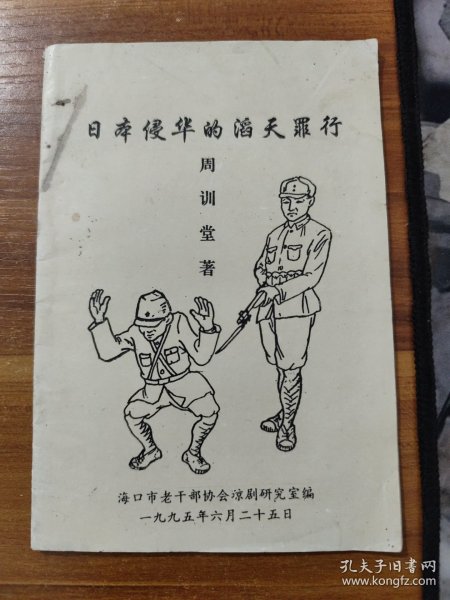 日本侵华的滔天罪行
周训堂著
海口市老干部协会凉剧研究室编
一九九五年六月二十五日
孔夫子旧书网
www.kongfz.com